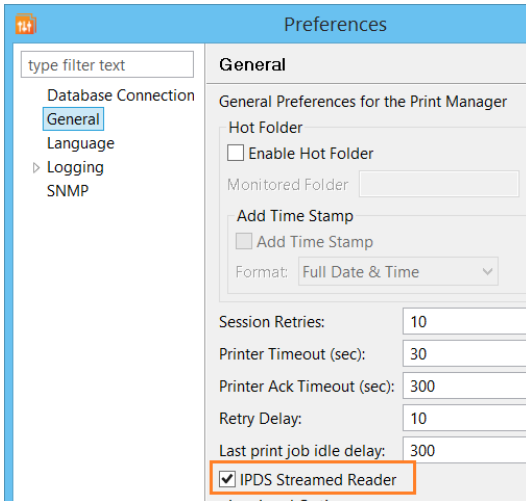 Preferences
type filter text
General
Database Connection
General
Language
Logging
SNMP
General Preferences for the Print Manager
Hot Folder
Enable Hot Folder
Monitored Folder
Add Time Stamp
Add Time Stamp
Format: Full Date & Time
Session Retries: 10
Printer Timeout (sec): 30
Printer Ack Timeout (sec): 300
Retry Delay: 10
Last print job idle delay: 300
IPDS Streamed Reader